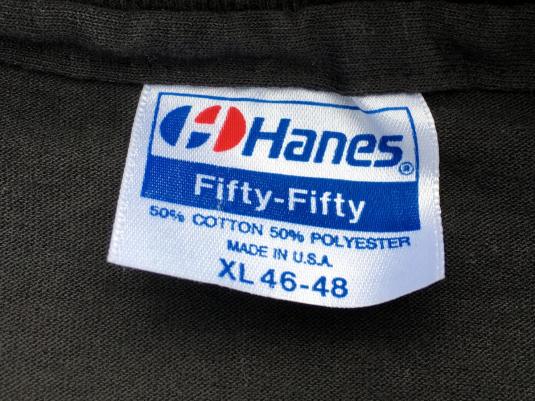 Hanes®
Fifty-Fifty
50% COTTON 50% POLYESTER
MADE IN U.S.A.
XL 46-48